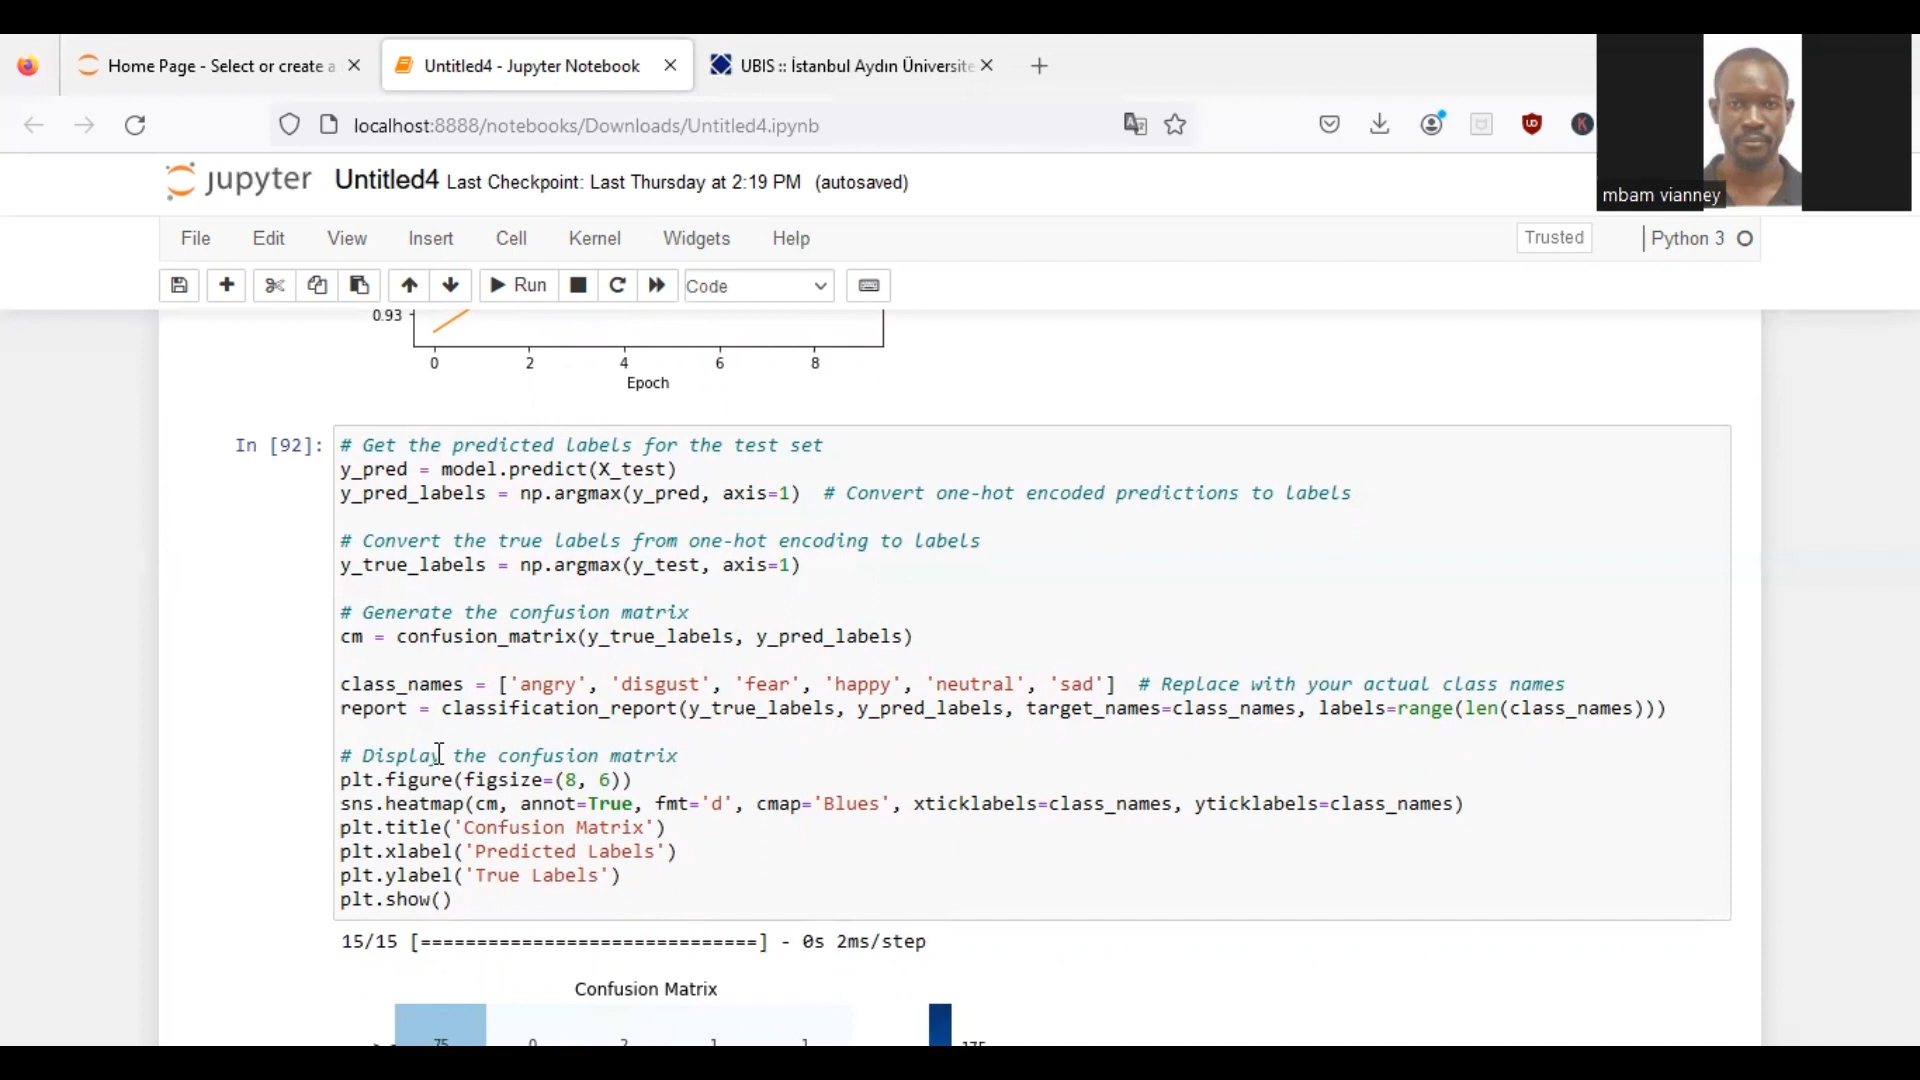 Home Page - Select or create a
Untitled4 - Jupyter Notebook
UBIS :: İstanbul Aydın Üniversite
localhost:8888/notebooks/Downloads/Untitled4.ipynb
mbam vianney
jupyter Untitled4 Last Checkpoint: Last Thursday at 2:19 PM (autosaved)
File Edit View Insert Cell Kernel Widgets Help Trusted Python 3
Run Code
0.93
0 2 4 6 8
Epoch
In [92]:
# Get the predicted labels for the test set
y_pred = model.predict(X_test)
y_pred_labels = np.argmax(y_pred, axis=1)  # Convert one-hot encoded predictions to labels
# Convert the true labels from one-hot encoding to labels
y_true_labels = np.argmax(y_test, axis=1)
# Generate the confusion matrix
cm = confusion_matrix(y_true_labels, y_pred_labels)
class_names = ['angry', 'disgust', 'fear', 'happy', 'neutral', 'sad']  # Replace with your actual class names
report = classification_report(y_true_labels, y_pred_labels, target_names=class_names, labels=range(len(class_names)))
# Display the confusion matrix
plt.figure(figsize=(8, 6))
sns.heatmap(cm, annot=True, fmt='d', cmap='Blues', xticklabels=class_names, yticklabels=class_names)
plt.title('Confusion Matrix')
plt.xlabel('Predicted Labels')
plt.ylabel('True Labels')
plt.show()
15/15 [==============================] - 0s 2ms/step
Confusion Matrix
75 0 2 1 1
175